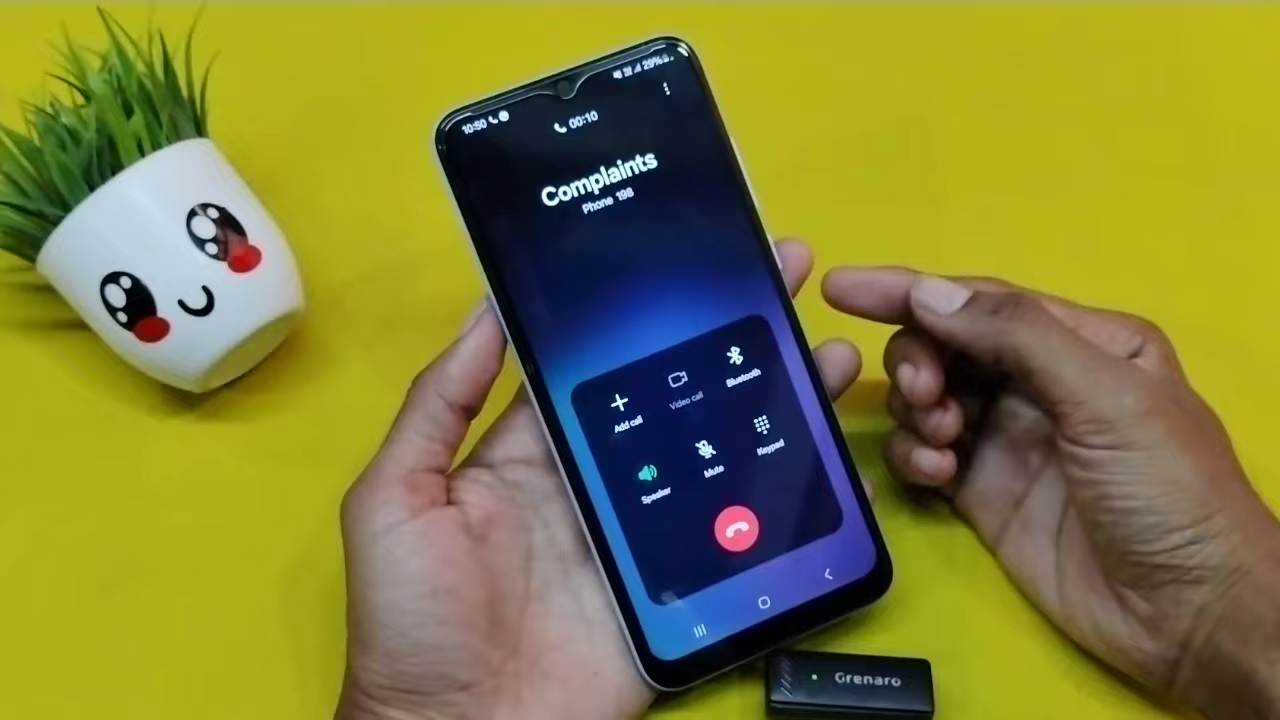 10:50
29%
00:10
Complaints
Phone 198
Add call
Video call
Bluetooth
Speaker
Mute
Keypad
Grenaro